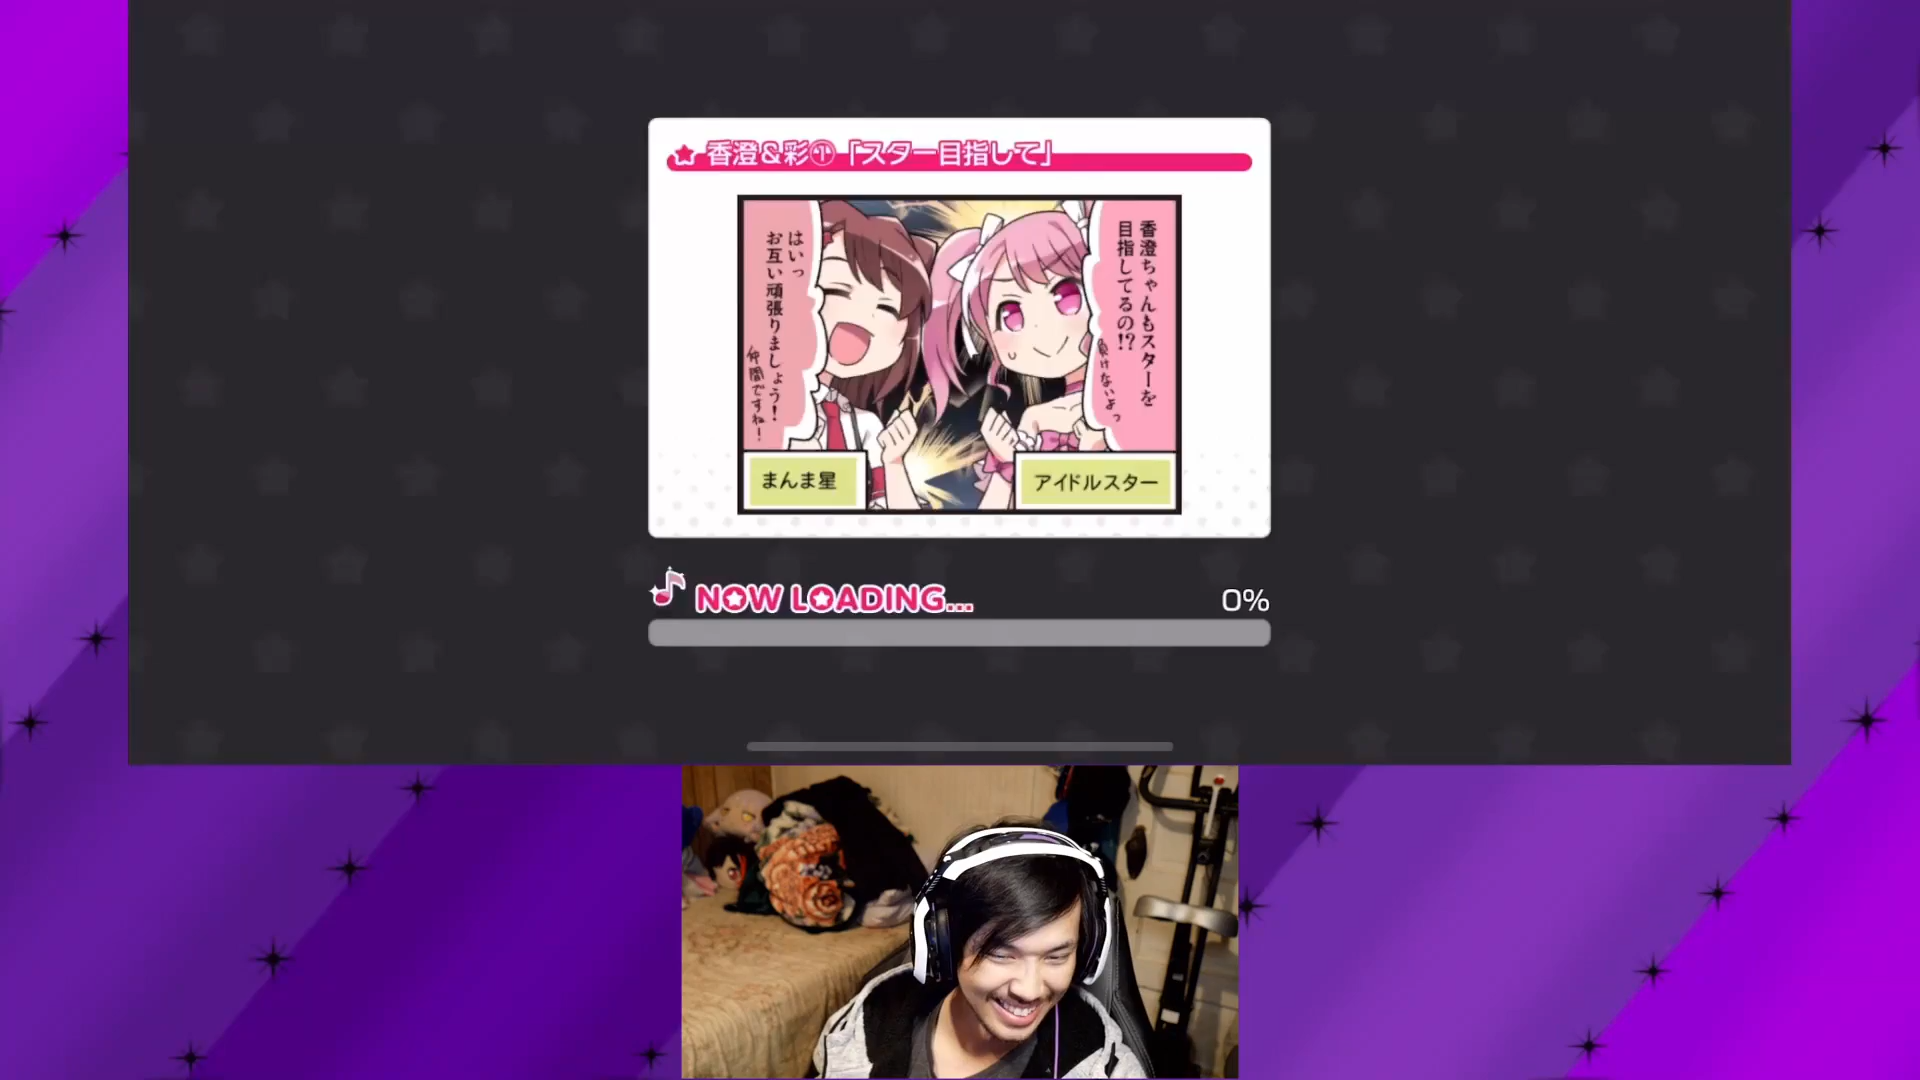 香澄&彩①「スター目指して」
香澄ちゃんもスターを
目指してるの!?
負けないよっ
はいっ
お互い頑張りましょう!
仲間ですね!
まんま星
アイドルスター
NOW LOADING...
0%